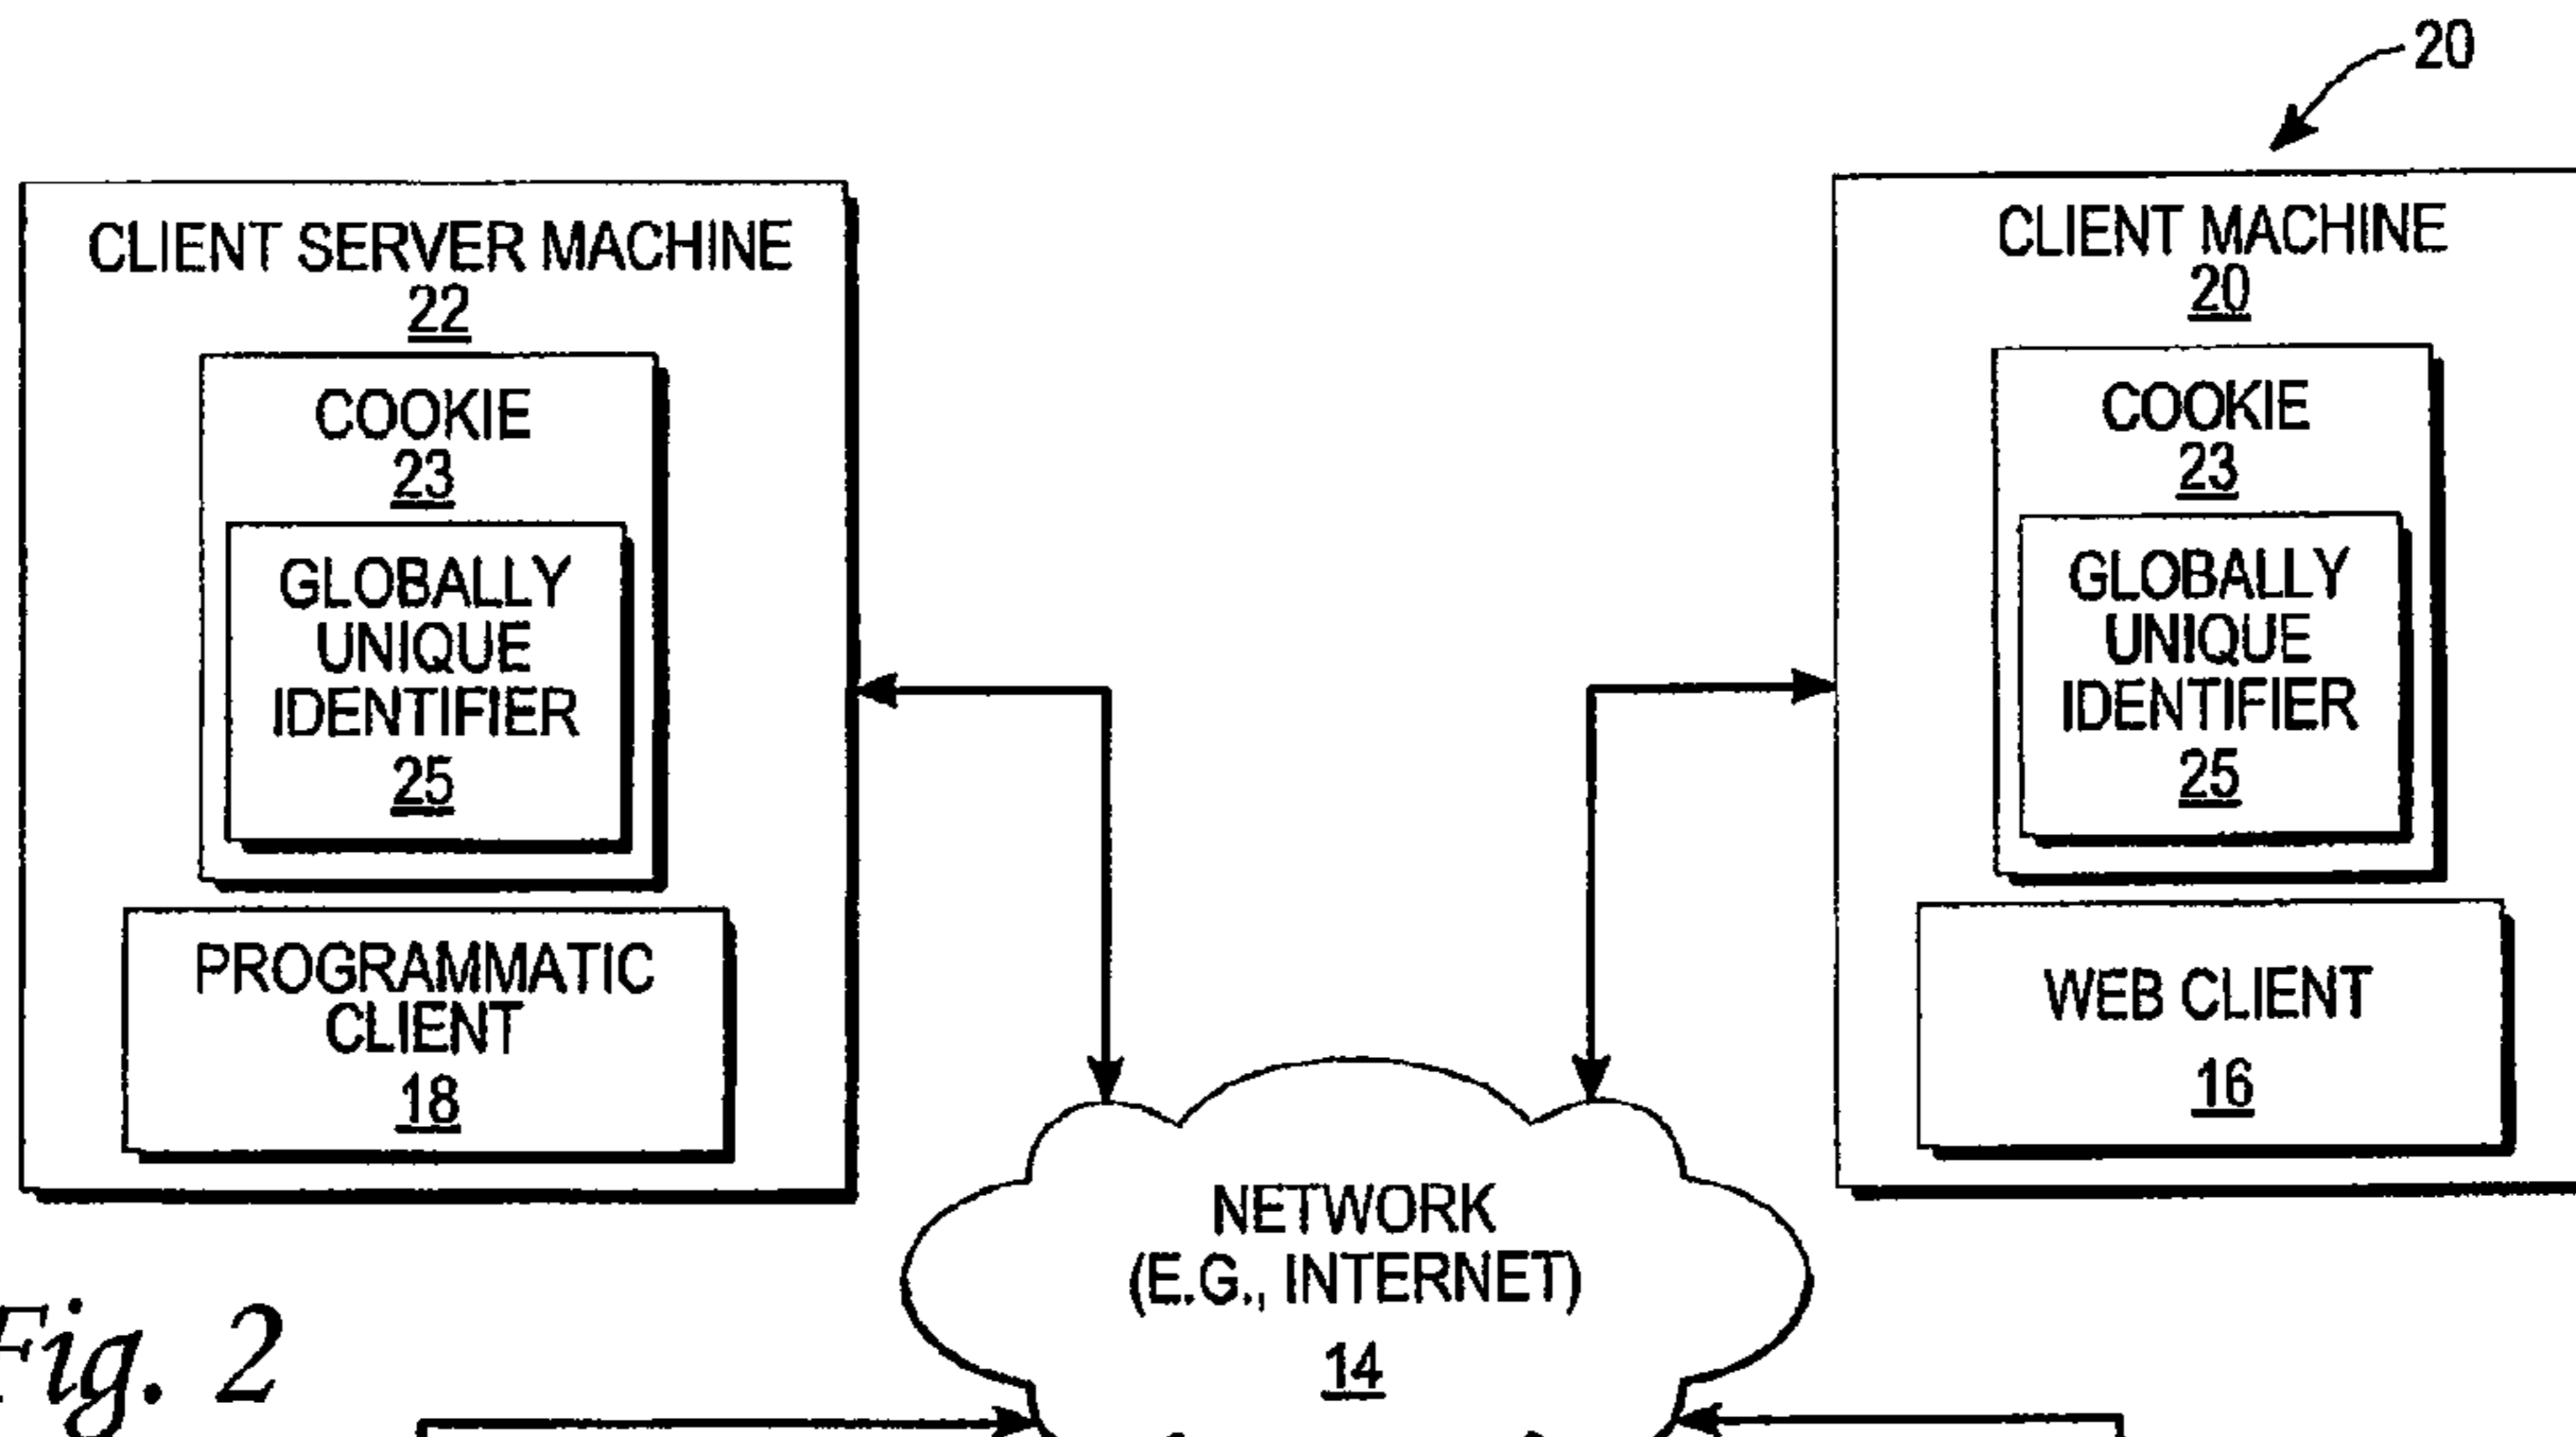 20
CLIENT SERVER MACHINE
22
COOKIE
23
GLOBALLY
UNIQUE
IDENTIFIER
25
PROGRAMMATIC
CLIENT
18
CLIENT MACHINE
20
COOKIE
23
GLOBALLY
UNIQUE
IDENTIFIER
25
WEB CLIENT
16
NETWORK
(E.G., INTERNET)
14
Fig. 2